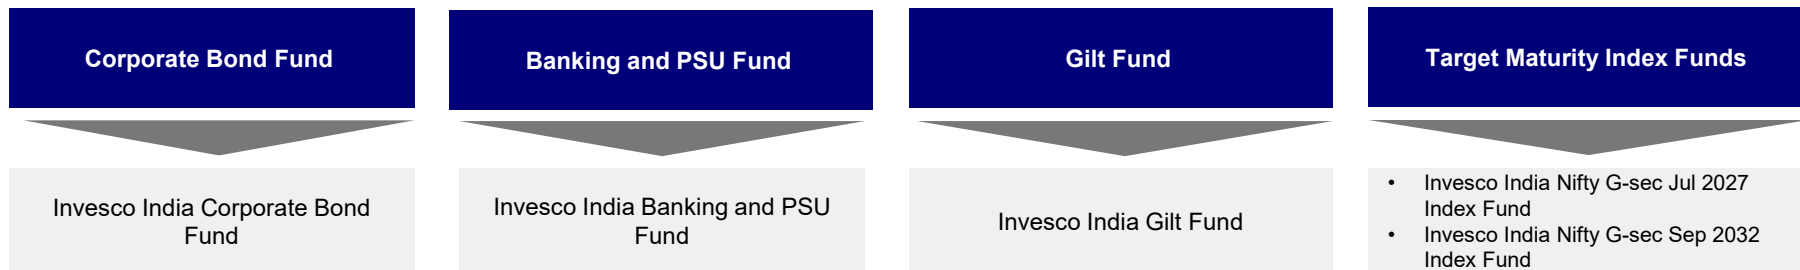 Corporate Bond Fund
Banking and PSU Fund
Gilt Fund
Target Maturity Index Funds
Invesco India Corporate Bond
Fund
Invesco India Banking and PSU
Fund
Invesco India Gilt Fund
• Invesco India Nifty G-sec Jul 2027
Index Fund
• Invesco India Nifty G-sec Sep 2032
Index Fund